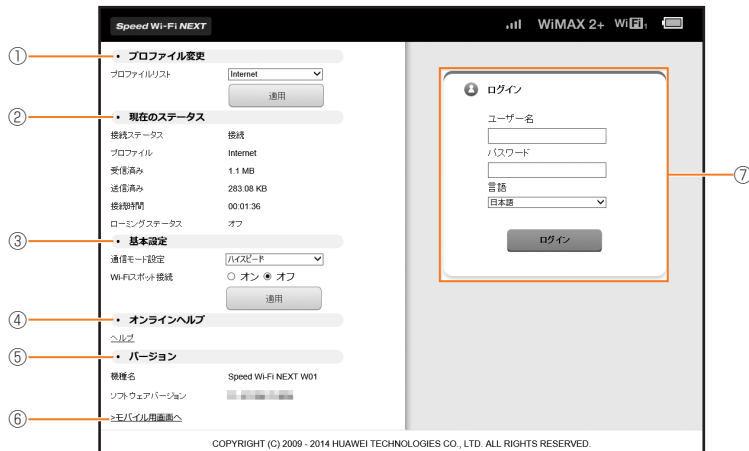 Speed Wi-Fi NEXT
WiMAX 2+ WiFi1
① ・ プロファイル変更
プロファイルリスト Internet
適用
② ・ 現在のステータス
接続ステータス 接続
プロファイル Internet
受信済み 1.1 MB
送信済み 283.08 KB
接続時間 00:01:36
ローミングステータス オフ
③ ・ 基本設定
通信モード設定 ハイスピード
Wi-Fiスポット接続 オン オフ
適用
④ ・ オンラインヘルプ
ヘルプ
⑤ ・ バージョン
機種名 Speed Wi-Fi NEXT W01
ソフトウェアバージョン
⑥ >モバイル用画面へ
ログイン
ユーザー名
パスワード
⑦
言語
日本語
ログイン
COPYRIGHT (C) 2009 - 2014 HUAWEI TECHNOLOGIES CO., LTD. ALL RIGHTS RESERVED.